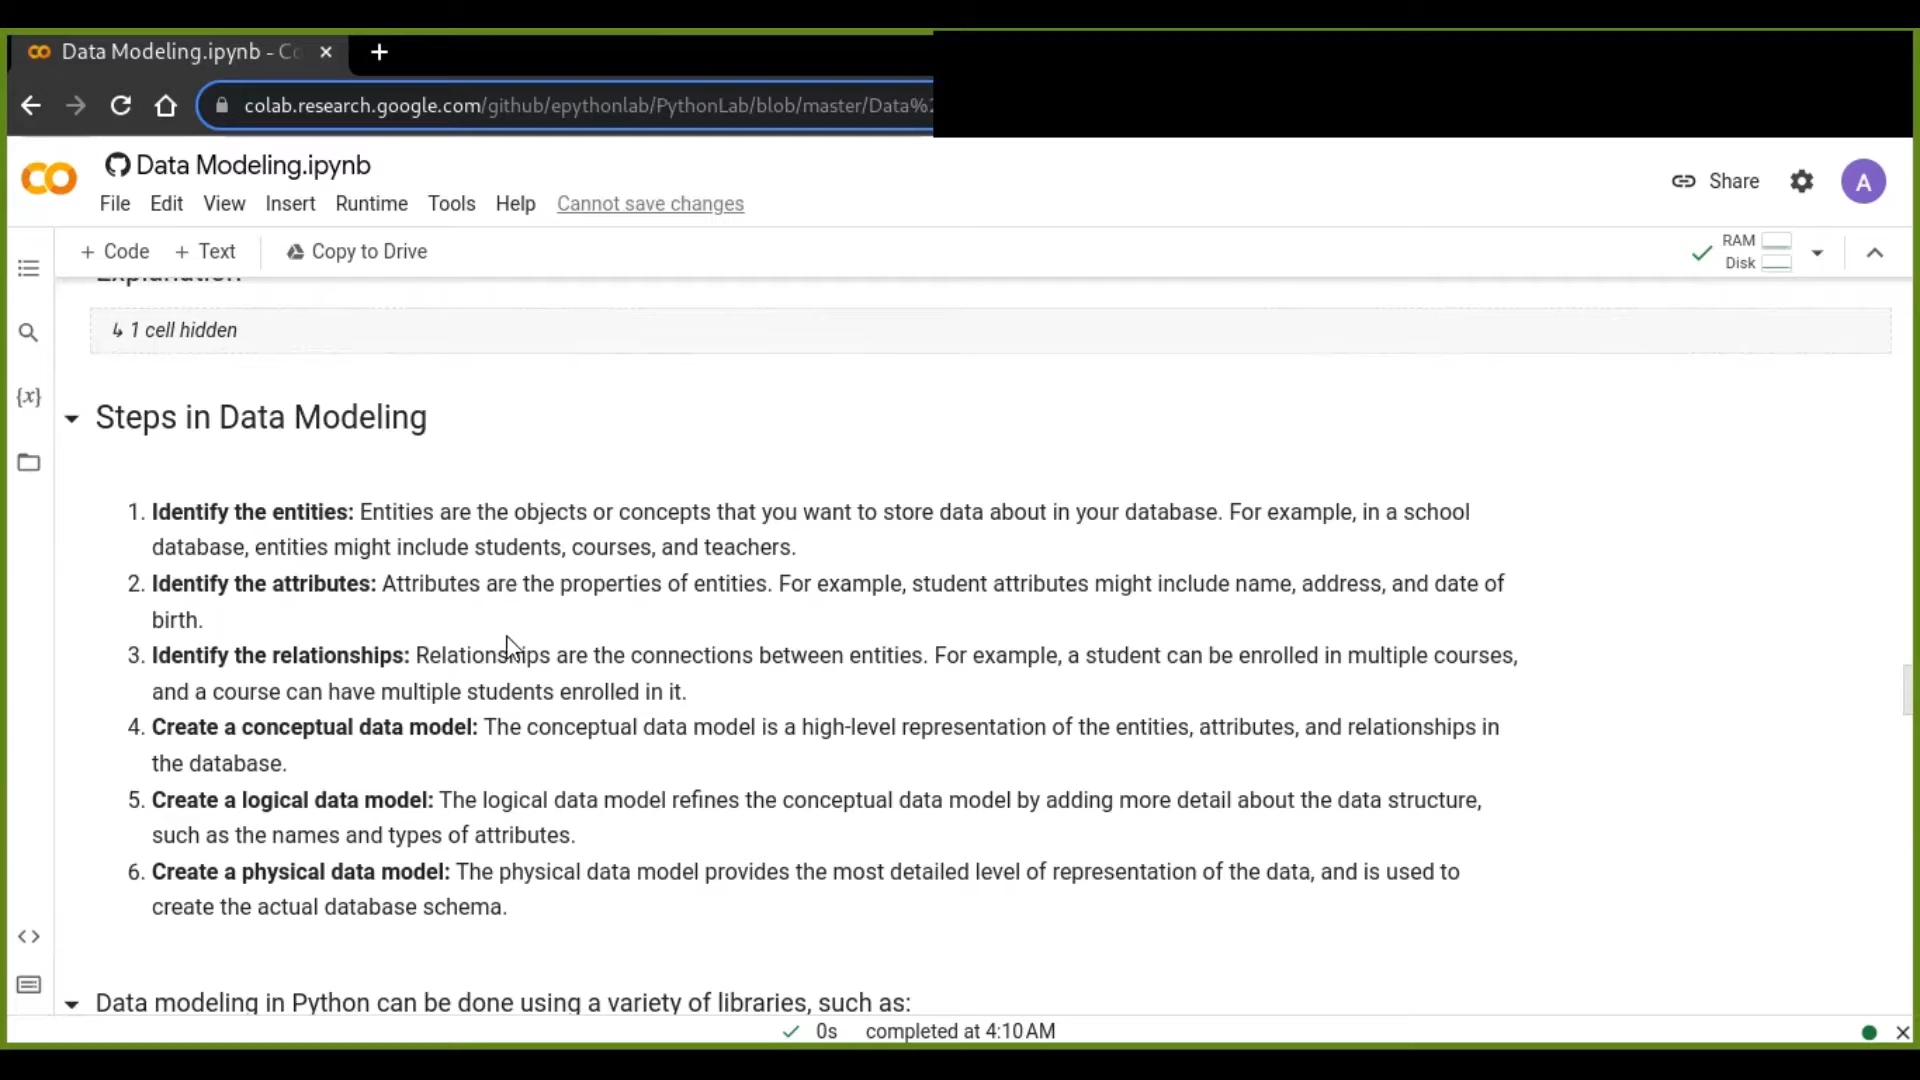 Data Modeling.ipynb - Co
colab.research.google.com/github/epythonlab/PythonLab/blob/master/Data%2
Data Modeling.ipynb
File Edit View Insert Runtime Tools Help Cannot save changes
Share
A
+ Code + Text Copy to Drive
RAM
Disk
Explanation
↳ 1 cell hidden
{x}
Steps in Data Modeling
1. Identify the entities: Entities are the objects or concepts that you want to store data about in your database. For example, in a school
database, entities might include students, courses, and teachers.
2. Identify the attributes: Attributes are the properties of entities. For example, student attributes might include name, address, and date of
birth.
3. Identify the relationships: Relationships are the connections between entities. For example, a student can be enrolled in multiple courses,
and a course can have multiple students enrolled in it.
4. Create a conceptual data model: The conceptual data model is a high-level representation of the entities, attributes, and relationships in
the database.
5. Create a logical data model: The logical data model refines the conceptual data model by adding more detail about the data structure,
such as the names and types of attributes.
6. Create a physical data model: The physical data model provides the most detailed level of representation of the data, and is used to
create the actual database schema.
Data modeling in Python can be done using a variety of libraries, such as:
0s completed at 4:10 AM